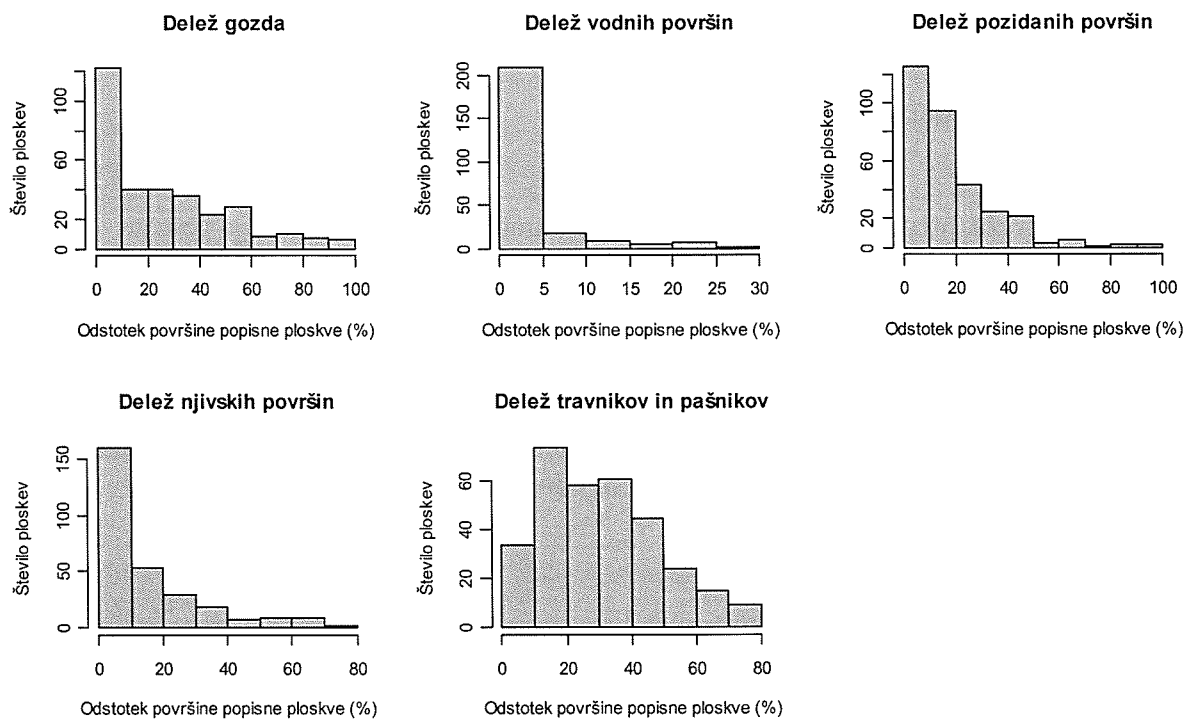 Delež gozda
Število ploskev
0 20 60 100
0 20 40 60 80 100
Odstotek površine popisne ploskve (%)
Delež vodnih površin
Število ploskev
0 50 100 150 200
0 5 10 15 20 25 30
Odstotek površine popisne ploskve (%)
Delež pozidanih površin
Število ploskev
0 20 60 100
0 20 40 60 80 100
Odstotek površine popisne ploskve (%)
Delež njivskih površin
Število ploskev
0 50 100 150
0 20 40 60 80
Odstotek površine popisne ploskve (%)
Delež travnikov in pašnikov
Število ploskev
0 20 40 60
0 20 40 60 80
Odstotek površine popisne ploskve (%)